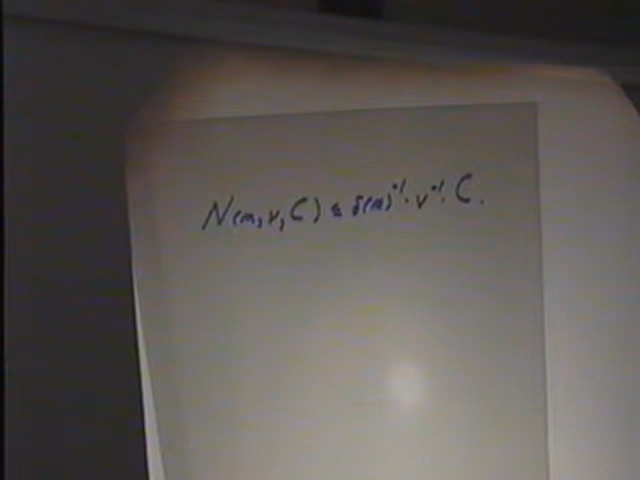 N(m, v, C) ≤ δ(m)⁻¹. v⁻¹. C.